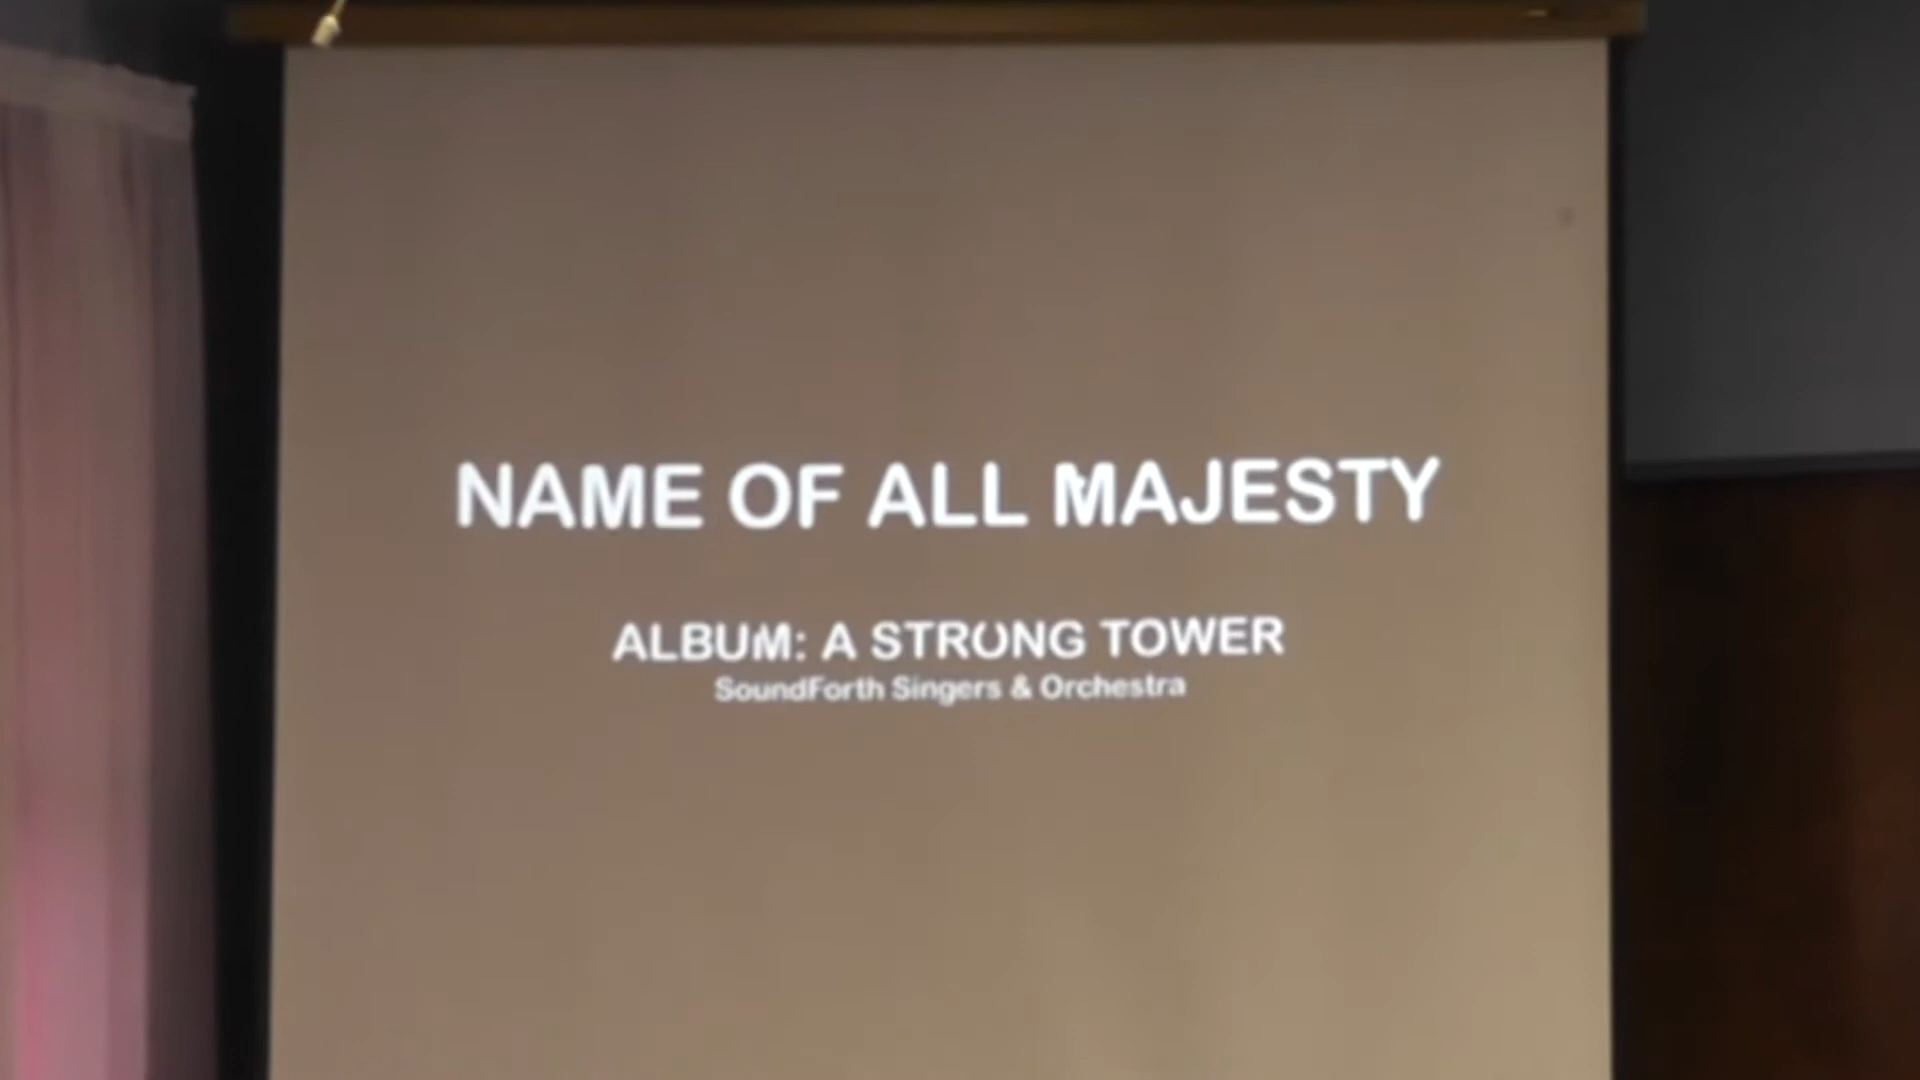 NAME OF ALL MAJESTY
ALBUM: A STRONG TOWER
SoundForth Singers & Orchestra